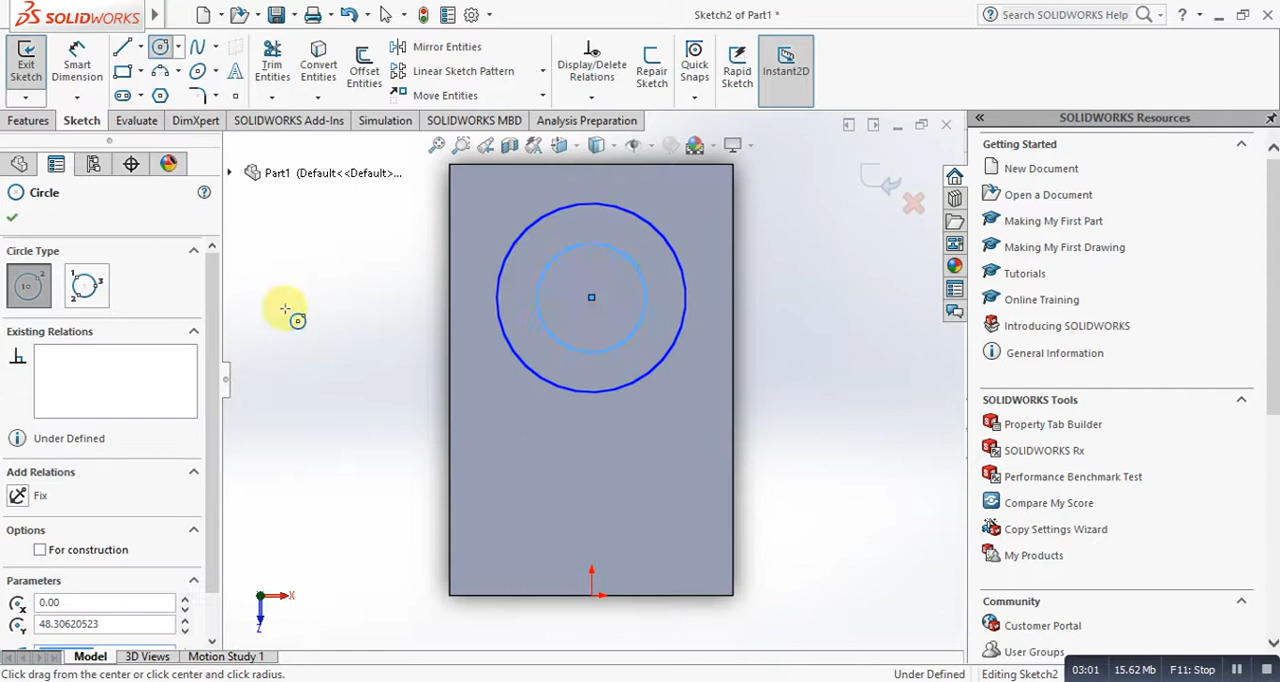 SOLIDWORKS
Sketch2 of Part1 *
Search SOLIDWORKS Help
Exit Sketch
Smart Dimension
Trim Entities
Convert Entities
Offset Entities
Mirror Entities
Linear Sketch Pattern
Move Entities
Display/Delete Relations
Repair Sketch
Quick Snaps
Rapid Sketch
Instant2D
Features
Sketch
Evaluate
DimXpert
SOLIDWORKS Add-Ins
Simulation
SOLIDWORKS MBD
Analysis Preparation
Circle
Circle Type
Existing Relations
Under Defined
Add Relations
Fix
Options
For construction
Parameters
0.00
48.30620523
Part1 (Default<<Default>...
X
Z
SOLIDWORKS Resources
Getting Started
New Document
Open a Document
Making My First Part
Making My First Drawing
Tutorials
Online Training
Introducing SOLIDWORKS
General Information
SOLIDWORKS Tools
Property Tab Builder
SOLIDWORKS Rx
Performance Benchmark Test
Compare My Score
Copy Settings Wizard
My Products
Community
Customer Portal
User Groups
Model
3D Views
Motion Study 1
Click drag from the center or click center and click radius.
Under Defined
Editing Sketch2
03:01
15.62 Mb
F11: Stop